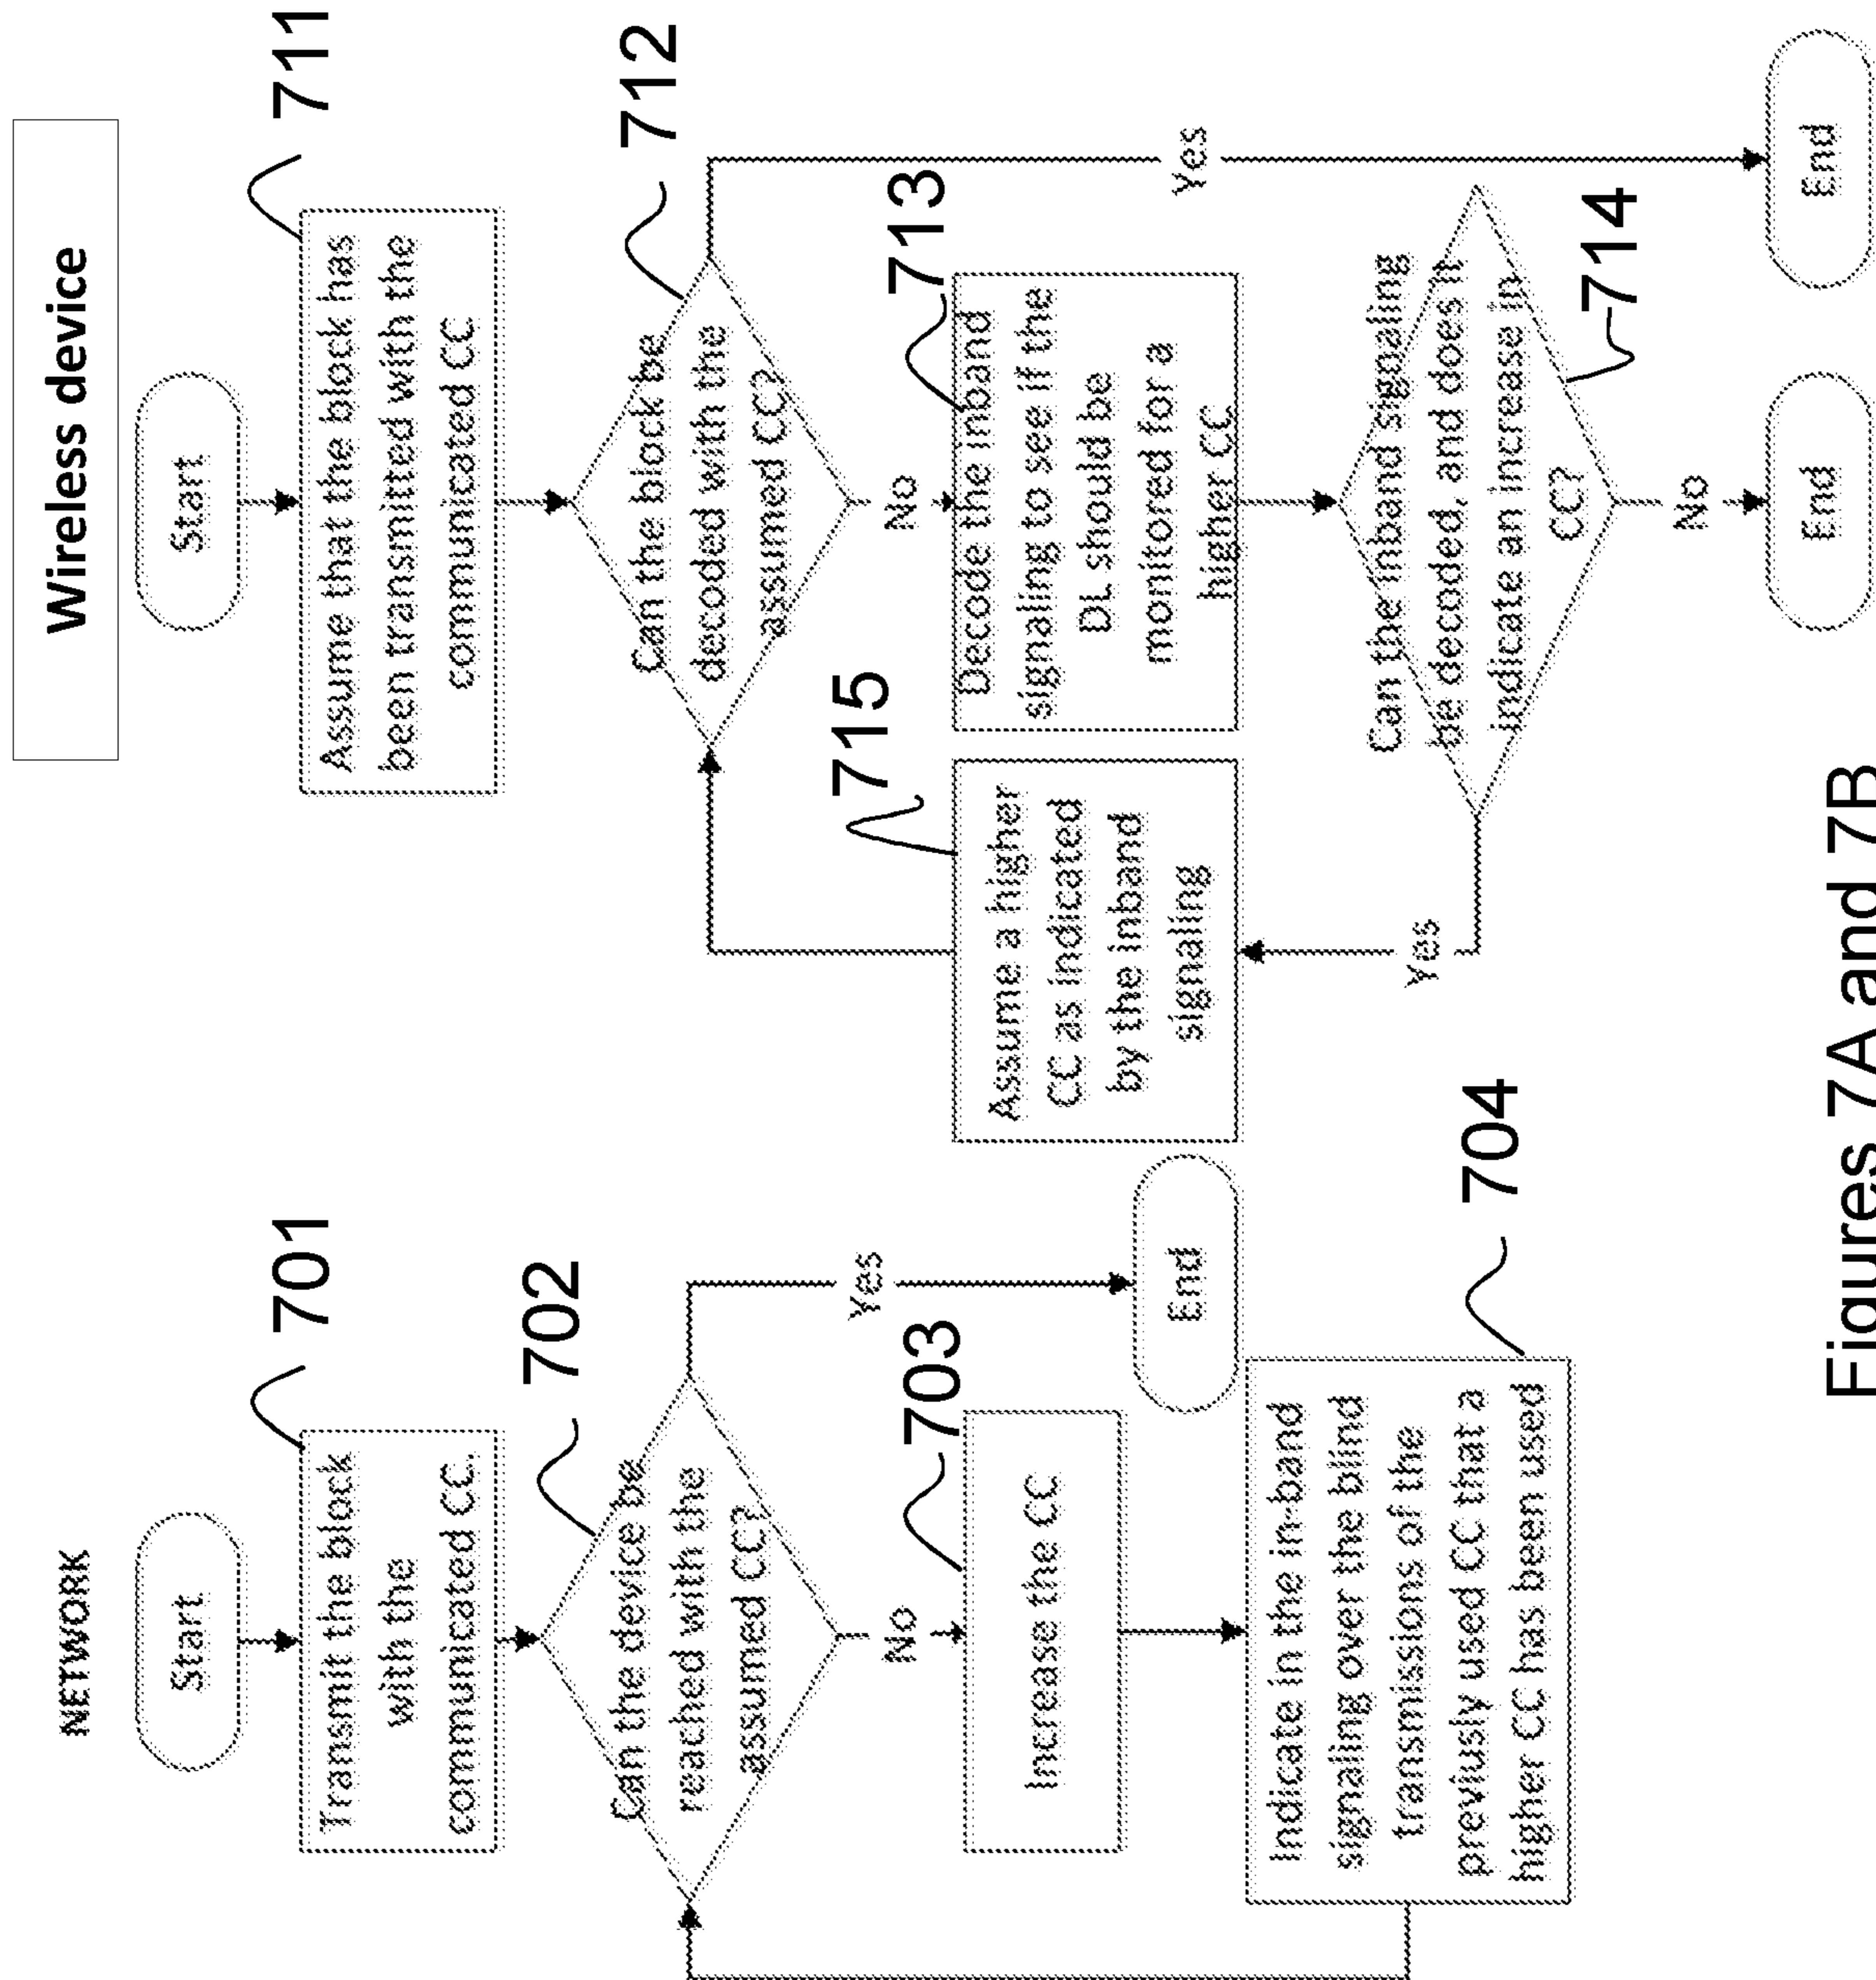 NETWORK
Start
701
Transmit the block
with the
communicated CC.
702
Can the device be
reached with the
assumed CC?
Yes
No
703
Increase the CC
End
704
Indicate in the in-band
signaling over the blind
transmissions of the
previusly used CC that a
higher CC has been used
Wireless device
Start
711
Assume that the block has
been transmitted with the
communicated CC
712
Can the block be
decoded with the
assumed CC?
Yes
No
713
Decode the inband
signaling to see if the
DL should be
monitored for a
higher CC
715
Assume a higher
CC as indicated
by the inband
signaling
714
Can the inband signaling
be decoded, and does it
indicate an increase in
CC?
Yes
No
End
End
Figures 7A and 7B